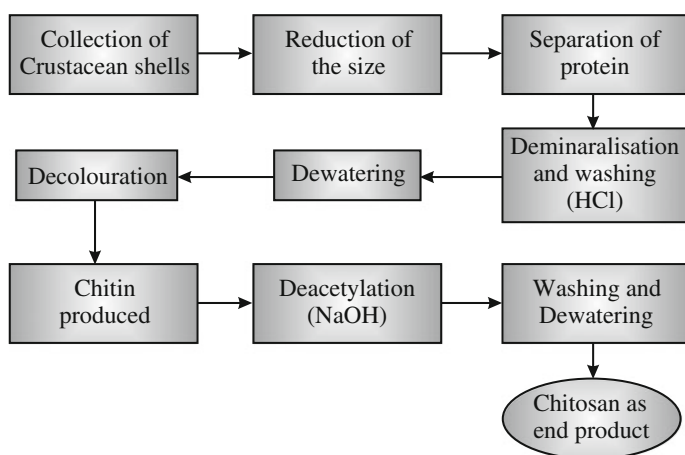 Collection of
Crustacean shells
Reduction of
the size
Separation of
protein
Deminaralisation
and washing
(HCl)
Dewatering
Decolouration
Chitin
produced
Deacetylation
(NaOH)
Washing and
Dewatering
Chitosan as
end product